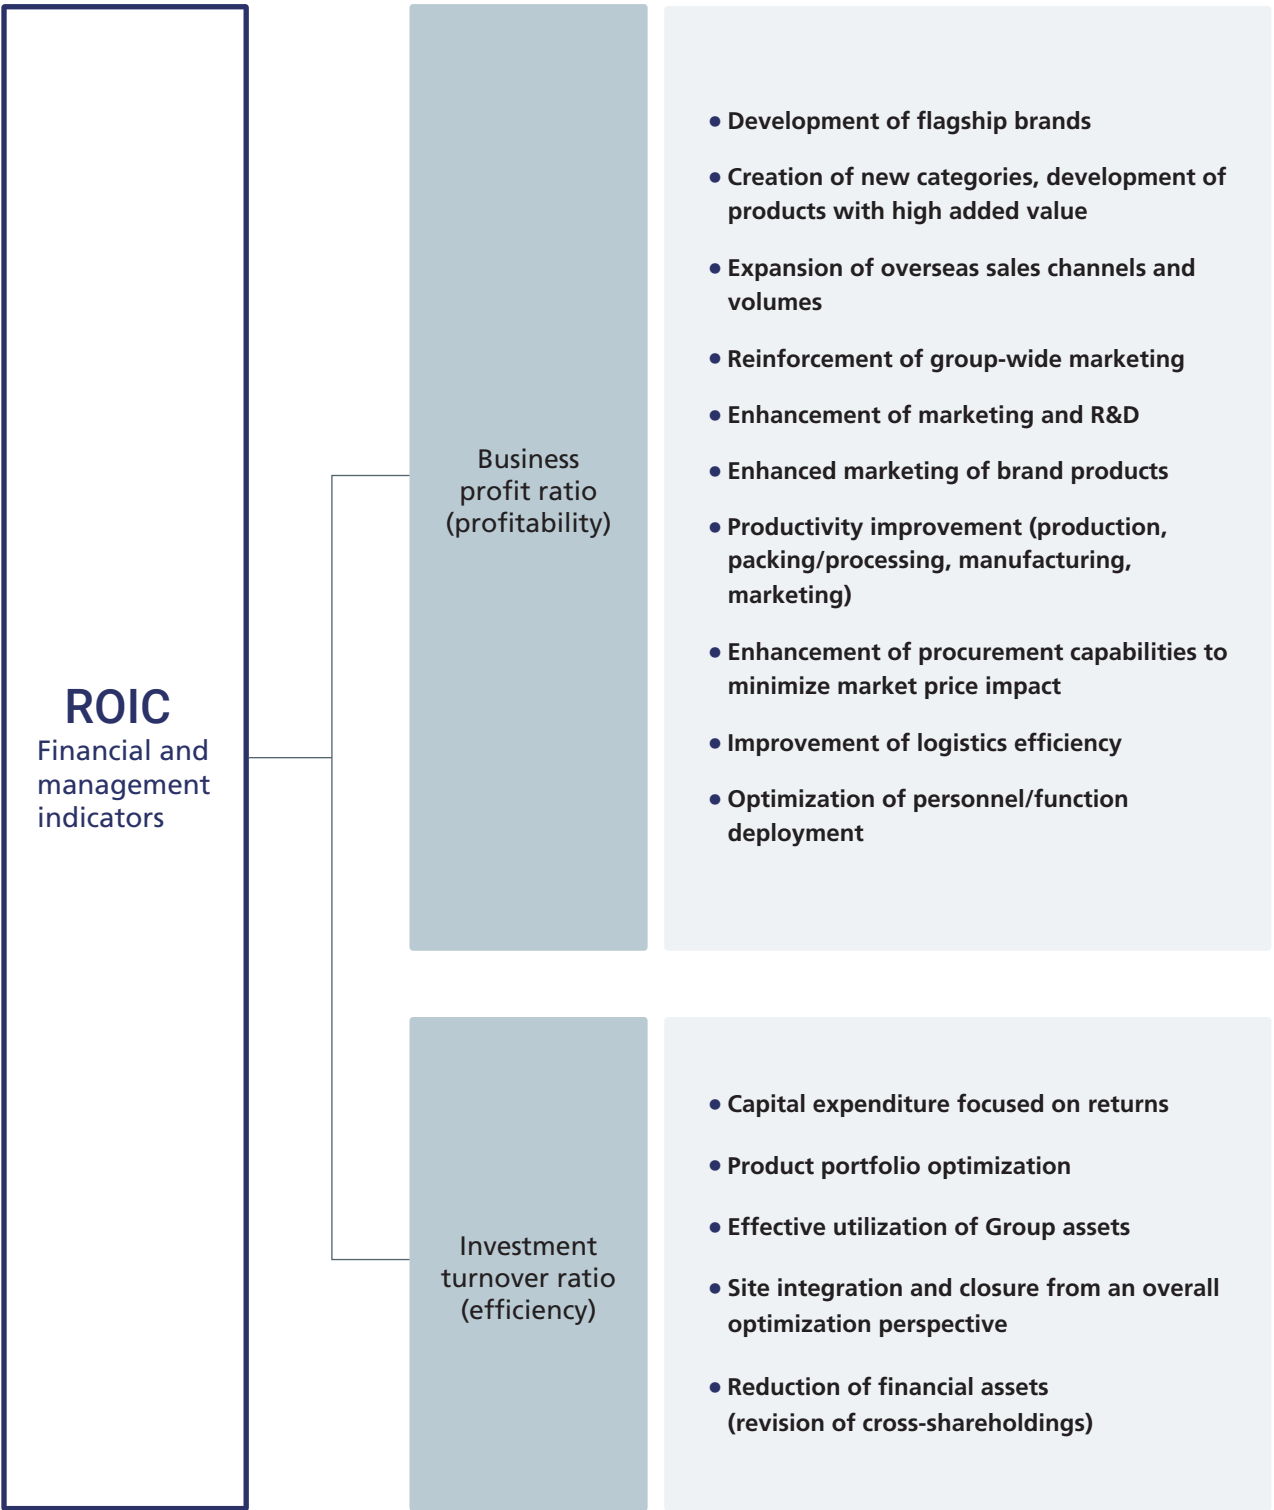 ROIC
Financial and
management
indicators
Business
profit ratio
(profitability)
• Development of flagship brands
• Creation of new categories, development of
products with high added value
• Expansion of overseas sales channels and
volumes
• Reinforcement of group-wide marketing
• Enhancement of marketing and R&D
• Enhanced marketing of brand products
• Productivity improvement (production,
packing/processing, manufacturing,
marketing)
• Enhancement of procurement capabilities to
minimize market price impact
• Improvement of logistics efficiency
• Optimization of personnel/function
deployment
Investment
turnover ratio
(efficiency)
• Capital expenditure focused on returns
• Product portfolio optimization
• Effective utilization of Group assets
• Site integration and closure from an overall
optimization perspective
• Reduction of financial assets
(revision of cross-shareholdings)